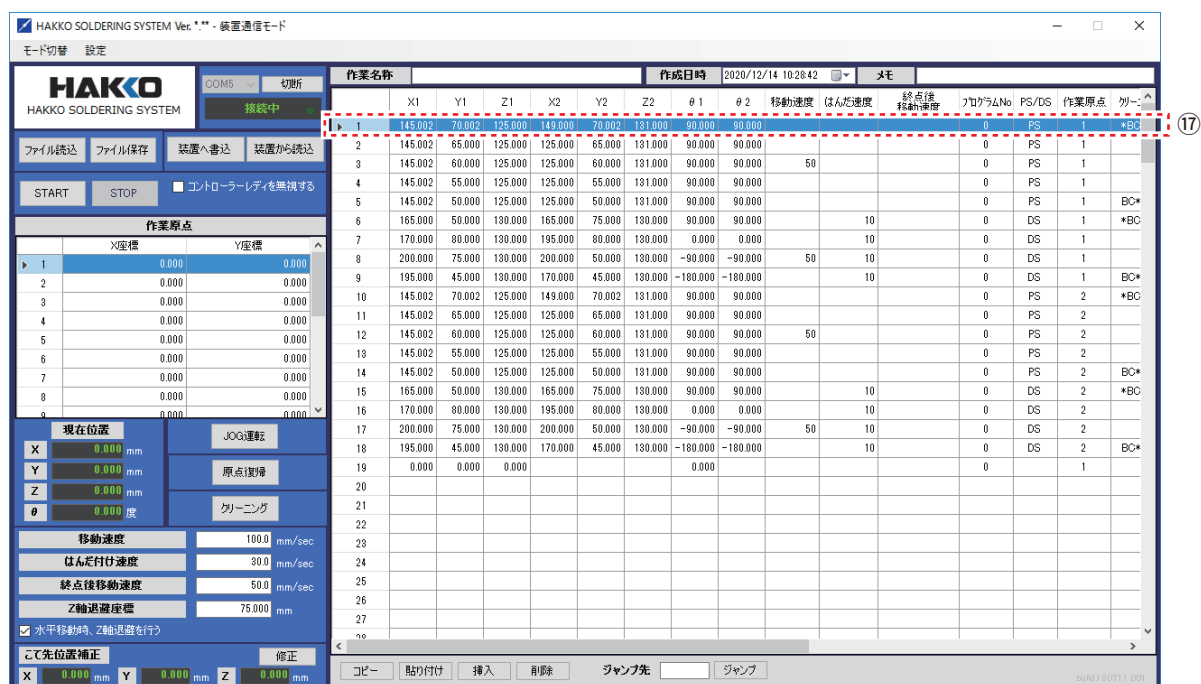 HAKKO SOLDERING SYSTEM Ver. *.** - 装置通信モード
モード切替 設定
HAKKO
HAKKO SOLDERING SYSTEM
COM5 切断
接続中
ファイル読込 ファイル保存 装置へ書込 装置から読込
START STOP コントローラーレディを無視する
作業原点
X座標 Y座標
1 0.000 0.000
2 0.000 0.000
3 0.000 0.000
4 0.000 0.000
5 0.000 0.000
6 0.000 0.000
7 0.000 0.000
8 0.000 0.000
9 0.000 0.000
現在位置
X 0.000 mm
Y 0.000 mm
Z 0.000 mm
θ 0.000 度
JOG運転
原点復帰
クリーニング
移動速度 100.0 mm/sec
はんだ付け速度 30.0 mm/sec
終点後移動速度 50.0 mm/sec
Z軸退避座標 75.000 mm
水平移動時、Z軸退避を行う
こて先位置補正 修正
X 0.000 mm Y 0.000 mm Z 0.000 mm
作業名称 作成日時 2020/12/14 10:28:42 メモ
X1 Y1 Z1 X2 Y2 Z2 θ1 θ2 移動速度 はんだ速度 終点後移動速度 プログラムNo PS/DS 作業原点 クリーニ
1 145.002 70.002 125.000 149.000 70.002 131.000 90.000 90.000 0 PS 1 *BC
⑰
2 145.002 65.000 125.000 125.000 65.000 131.000 90.000 90.000 0 PS 1
3 145.002 60.000 125.000 125.000 60.000 131.000 90.000 90.000 50 0 PS 1
4 145.002 55.000 125.000 125.000 55.000 131.000 90.000 90.000 0 PS 1
5 145.002 50.000 125.000 125.000 50.000 131.000 90.000 90.000 0 PS 1 BC*
6 165.000 50.000 130.000 165.000 75.000 130.000 90.000 90.000 10 0 DS 1 *BC
7 170.000 80.000 130.000 195.000 80.000 130.000 0.000 0.000 10 0 DS 1
8 200.000 75.000 130.000 200.000 50.000 130.000 -90.000 -90.000 50 10 0 DS 1
9 195.000 45.000 130.000 170.000 45.000 130.000 -180.000 -180.000 10 0 DS 1 BC*
10 145.002 70.002 125.000 149.000 70.002 131.000 90.000 90.000 0 PS 2 *BC
11 145.002 65.000 125.000 125.000 65.000 131.000 90.000 90.000 0 PS 2
12 145.002 60.000 125.000 125.000 60.000 131.000 90.000 90.000 50 0 PS 2
13 145.002 55.000 125.000 125.000 55.000 131.000 90.000 90.000 0 PS 2
14 145.002 50.000 125.000 125.000 50.000 131.000 90.000 90.000 0 PS 2 BC*
15 165.000 50.000 130.000 165.000 75.000 130.000 90.000 90.000 10 0 DS 2 *BC
16 170.000 80.000 130.000 195.000 80.000 130.000 0.000 0.000 10 0 DS 2
17 200.000 75.000 130.000 200.000 50.000 130.000 -90.000 -90.000 50 10 0 DS 2
18 195.000 45.000 130.000 170.000 45.000 130.000 -180.000 -180.000 10 0 DS 2 BC*
19 0.000 0.000 0.000 0.000 0 1
20
21
22
23
24
25
26
27
28
コピー 貼り付け 挿入 削除 ジャンプ先 ジャンプ
build.180711.001